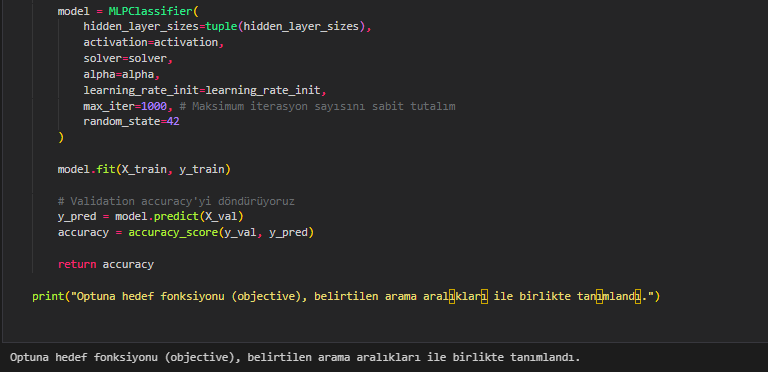 model = MLPClassifier(
hidden_layer_sizes=tuple(hidden_layer_sizes),
activation=activation,
solver=solver,
alpha=alpha,
learning_rate_init=learning_rate_init,
max_iter=1000, # Maksimum iterasyon sayısını sabit tutalım
random_state=42
)
model.fit(X_train, y_train)
# Validation accuracy'yi döndürüyoruz
y_pred = model.predict(X_val)
accuracy = accuracy_score(y_val, y_pred)
return accuracy
print("Optuna hedef fonksiyonu (objective), belirtilen arama aralıkları ile birlikte tanımlandı.")
Optuna hedef fonksiyonu (objective), belirtilen arama aralıkları ile birlikte tanımlandı.